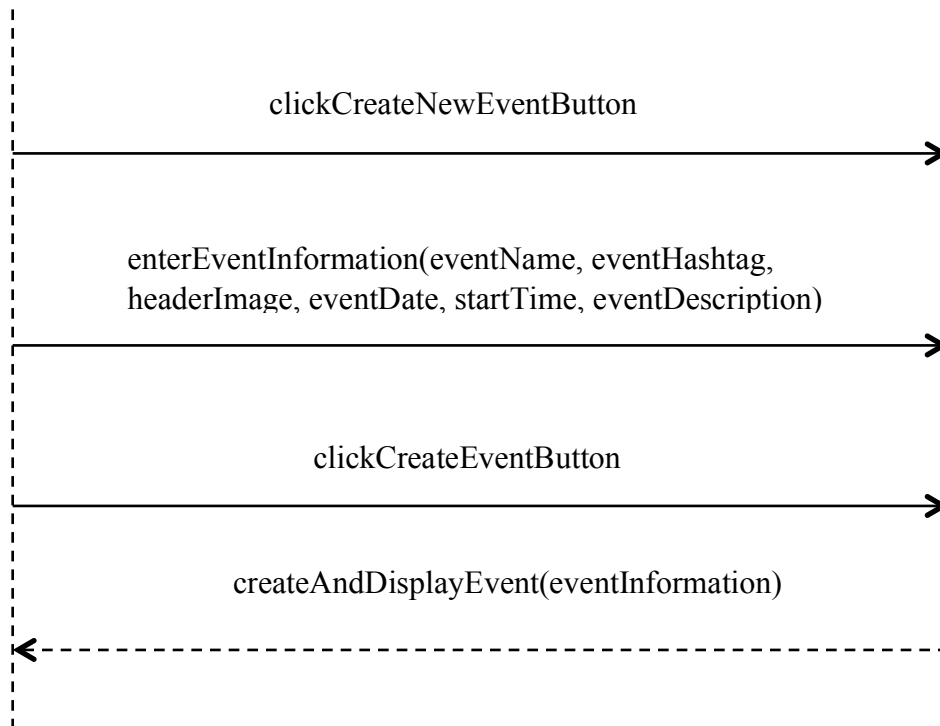 clickCreateNewEventButton
enterEventInformation(eventName, eventHashtag,
headerImage, eventDate, startTime, eventDescription)
clickCreateEventButton
createAndDisplayEvent(eventInformation)